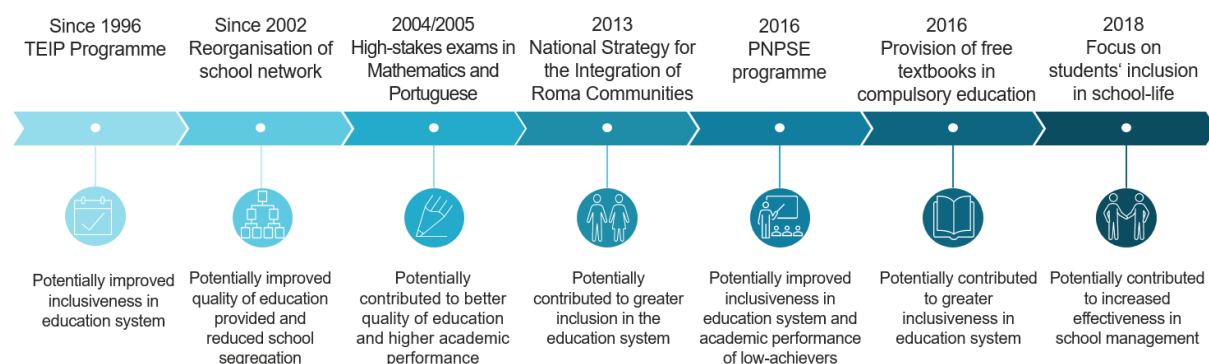 Since 1996
TEIP Programme
Since 2002
Reorganisation of
school network
2004/2005
High-stakes exams in
Mathematics and
Portuguese
2013
National Strategy for
the Integration of
Roma Communities
2016
PNPSE
programme
2016
Provision of free
textbooks in
compulsory education
2018
Focus on
students‘ inclusion
in school-life
Potentially improved
inclusiveness in
education system
Potentially improved
quality of education
provided and
reduced school
segregation
Potentially
contributed to better
quality of education
and higher academic
performance
Potentially
contributed to greater
inclusion in the
education system
Potentially improved
inclusiveness in
education system and
academic performance
of low-achievers
Potentially contributed
to greater
inclusiveness in
education system
Potentially contributed
to increased
effectiveness in
school management